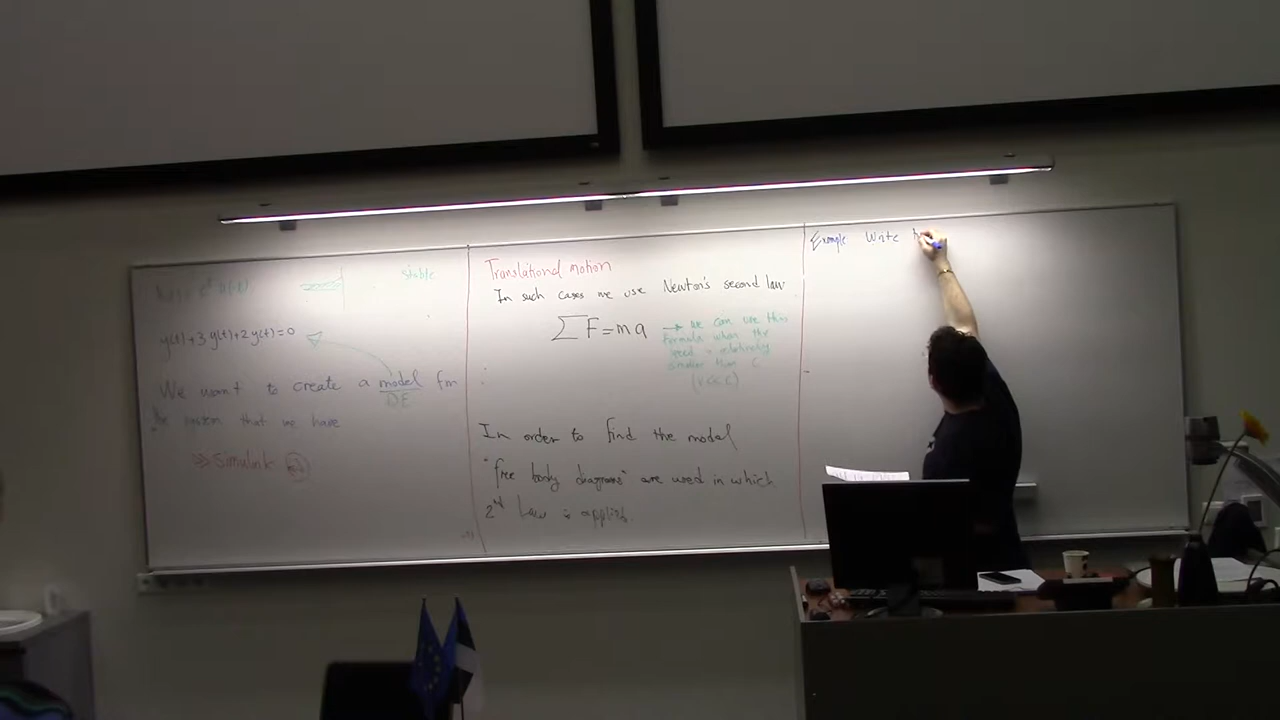 stable
y(t)+3y(t)+2y(t)=0
We want to create a model for
DE
the system that we have
=> Simulink
Translational motion
In such cases we use Newton's second law
∑F=ma
→ we can use this
formula when the
speed is relatively
smaller than C
(v<<c)
In order to find the model
"free body diagrams" are used in which
2nd Law is applied.
Example: Write